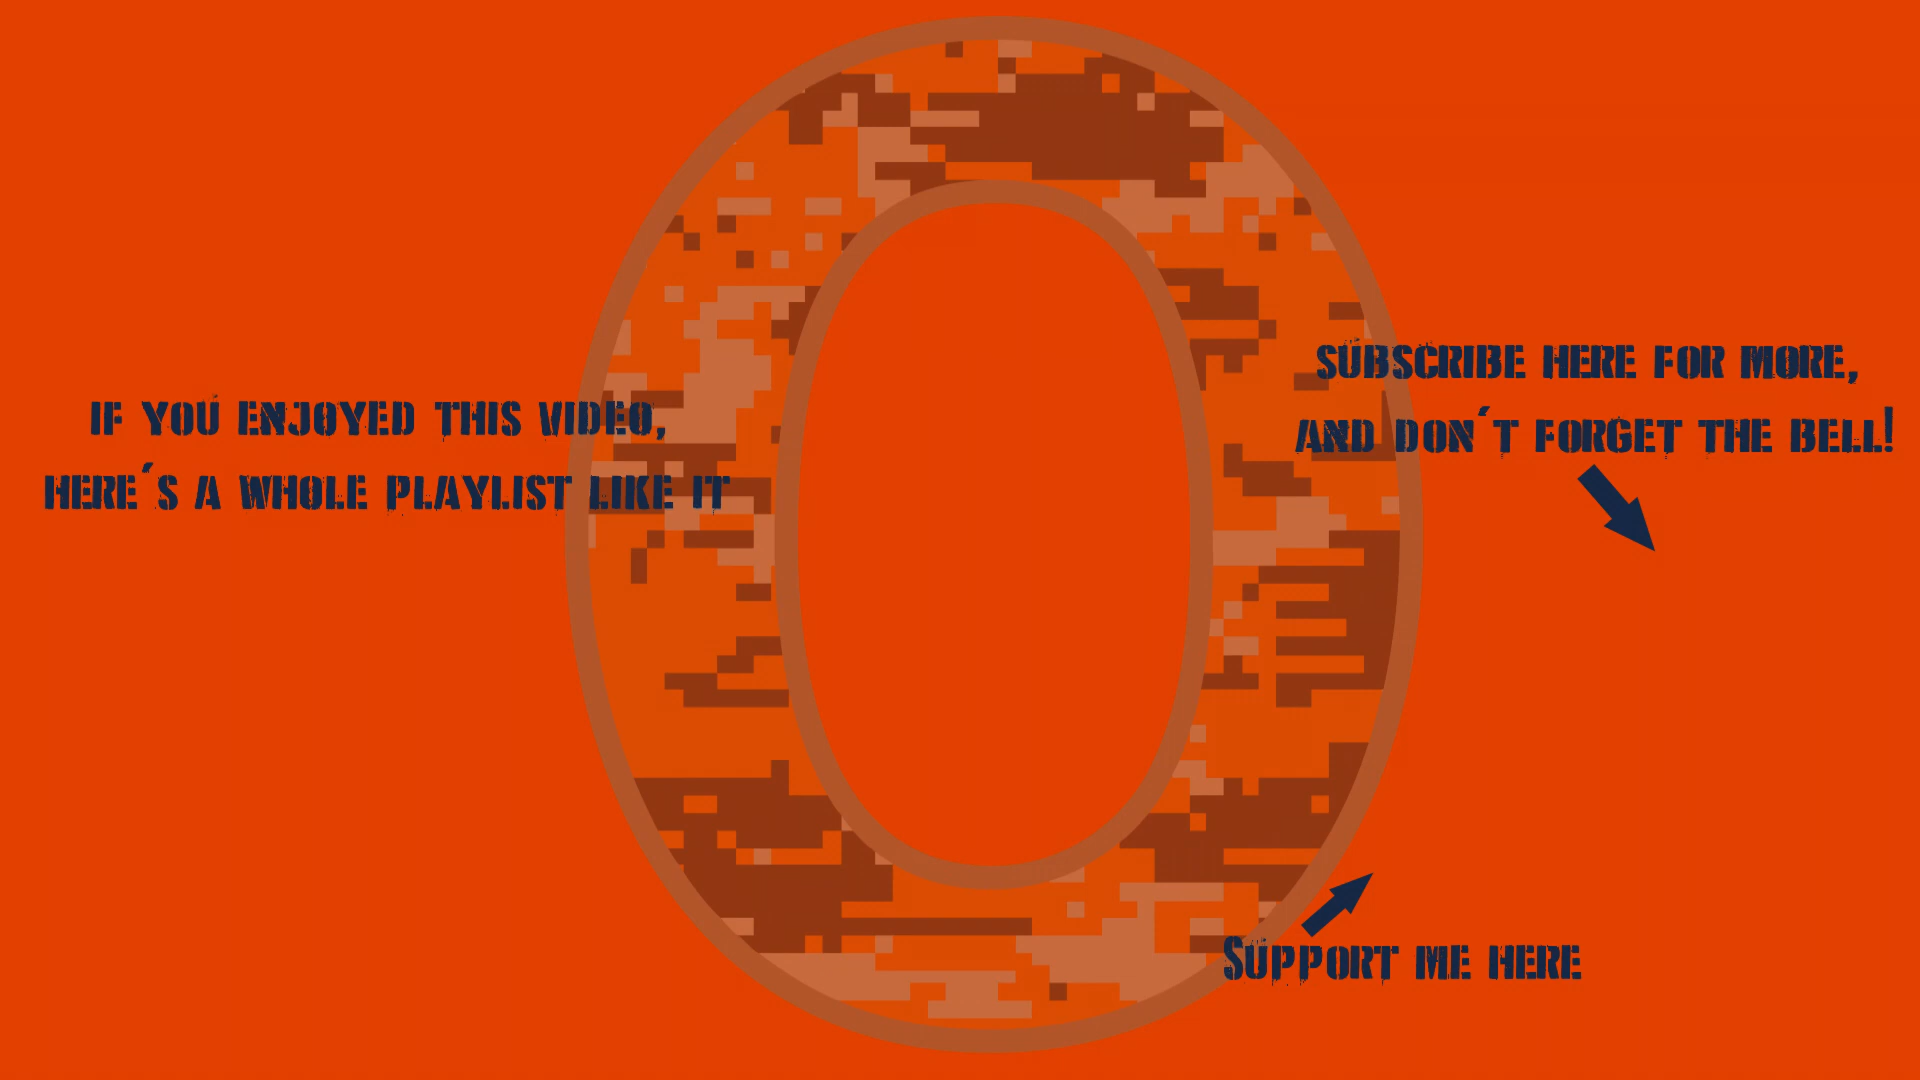 IF YOU ENJOYED THIS VIDEO,
HERE´S A WHOLE PLAYLIST LIKE IT
SUBSCRIBE HERE FOR MORE,
AND DON´T FORGET THE BELL!
SUPPORT ME HERE
O